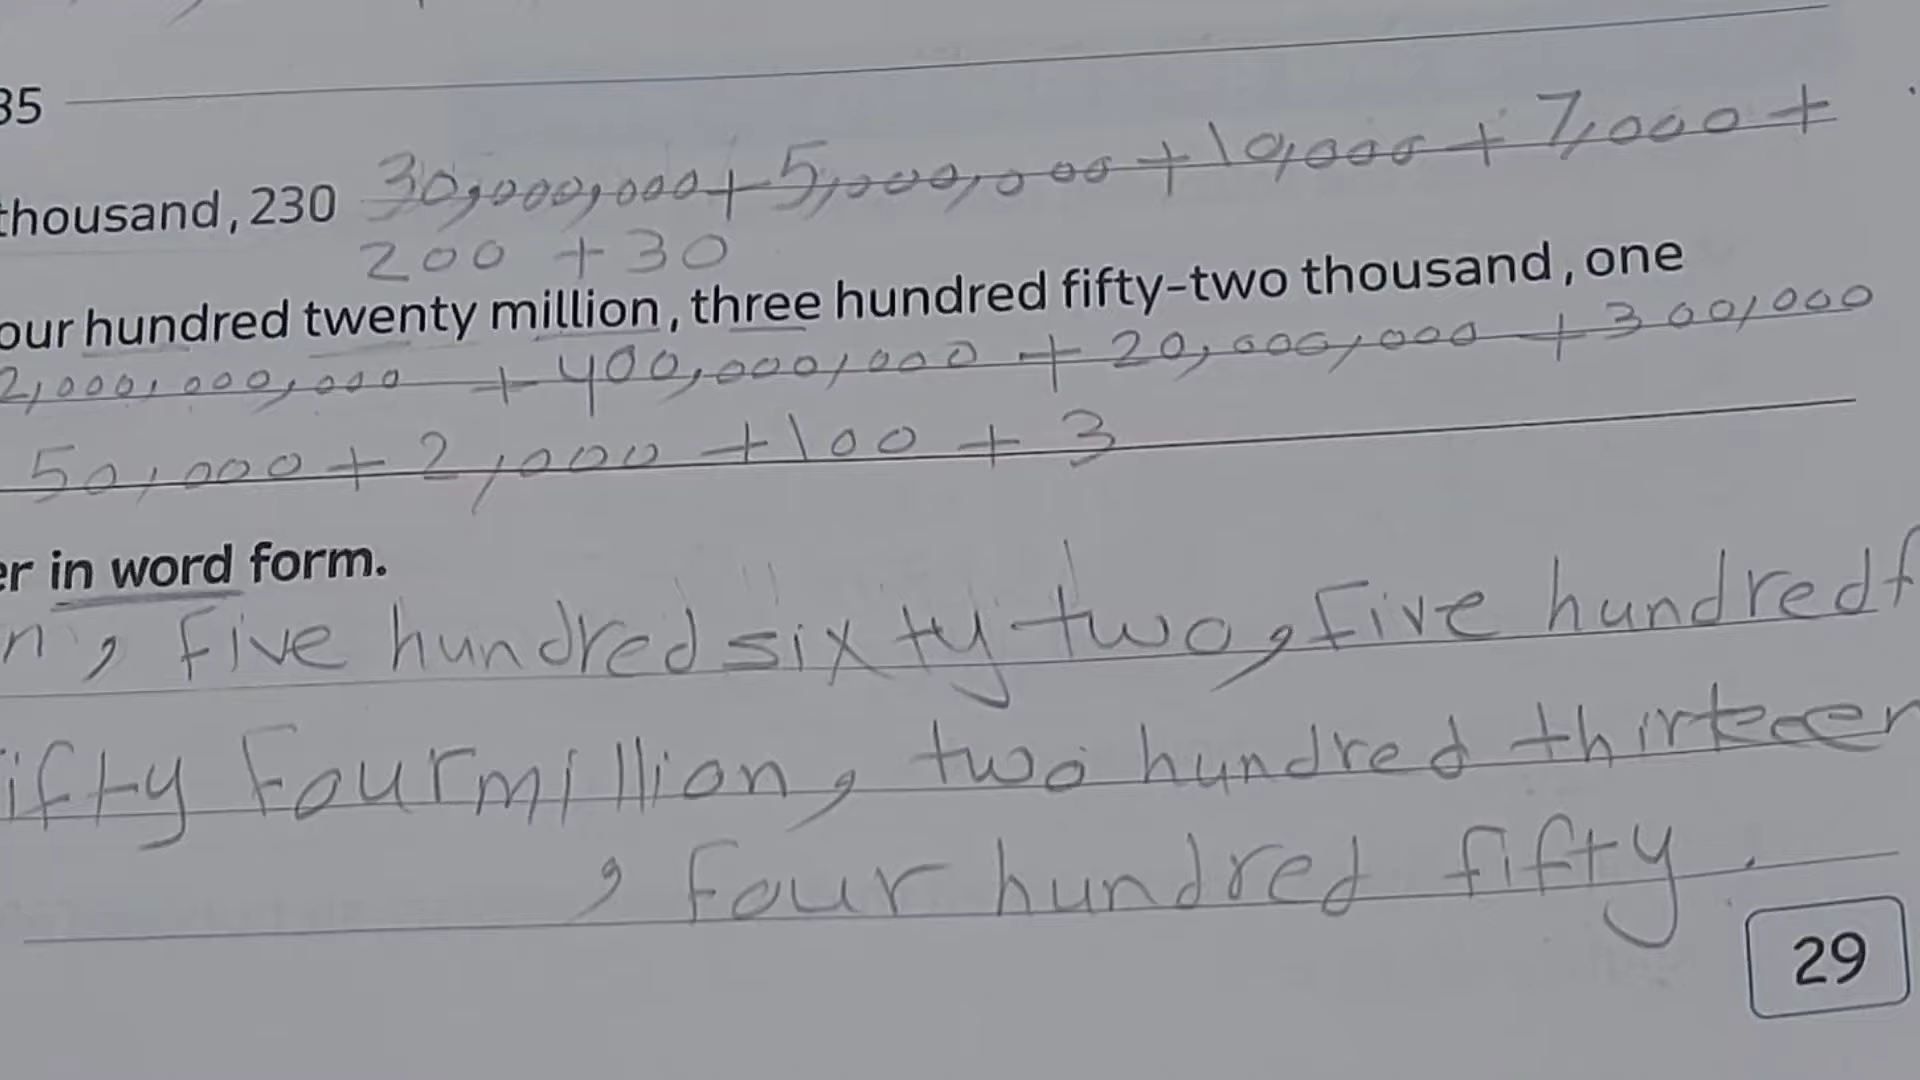 35
thousand, 230 30,000,000+5,000,000+10,000+7,000+
200 +30
our hundred twenty million, three hundred fifty-two thousand, one
2,000,000,000 +400,000,000+20,000,000+300,000
50,000+2,000+100+3
er in word form.
n, Five hundred sixty two, Five hundred f
ifty Four million, two hundred thirteen
, Four hundred fifty.
29